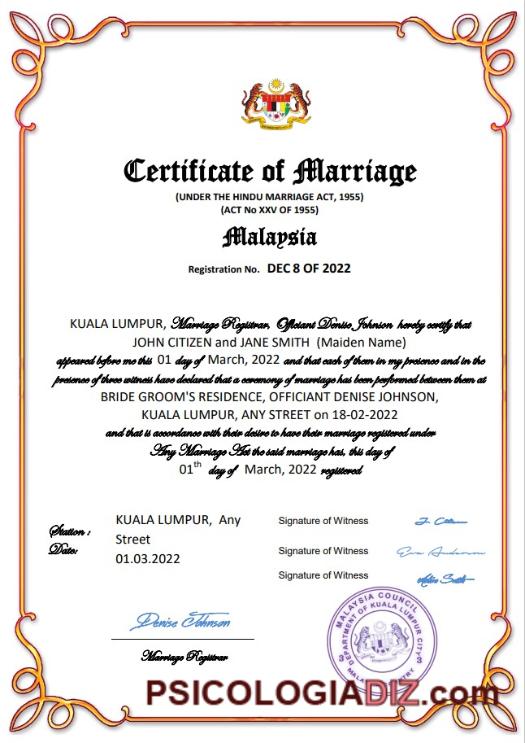 Certificate of Marriage
(UNDER THE HINDU MARRIAGE ACT, 1955)
(ACT No XXV OF 1955)
Malaysia
Registration No. DEC 8 OF 2022
KUALA LUMPUR, Marriage Registrar, Officiant Denise Johnson hereby certify that
JOHN CITIZEN and JANE SMITH (Maiden Name)
appeared before me this 01 day of March, 2022 and that each of them in my presence and in the
presence of three witness have declared that a ceremony of marriage has been performed between them at
BRIDE GROOM'S RESIDENCE, OFFICIANT DENISE JOHNSON,
KUALA LUMPUR, ANY STREET on 18-02-2022
and that is accordance with their desire to have their marriage registered under
Any Marriage Act the said marriage has, this day of
01th day of March, 2022 registered
Station :
KUALA LUMPUR, Any
Street
Date:
01.03.2022
Signature of Witness
Signature of Witness Eva Anderson
Signature of Witness
Denise Johnson
Marriage Registrar
MALAYSIA COUNCIL
DEPARTMENT OF KUALA LUMPUR CITY
PSICOLOGIADIZ.com